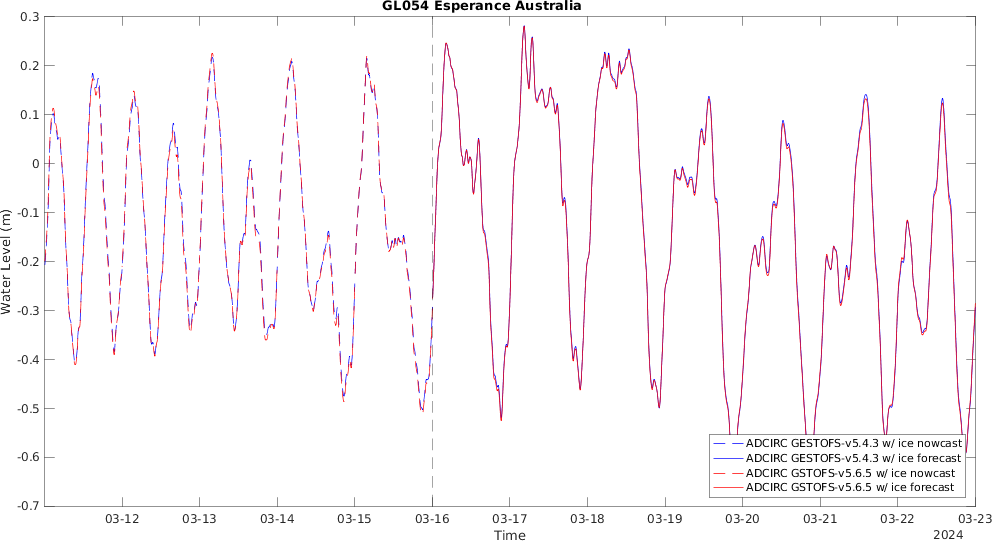 GL054 Esperance Australia
0.3
0.2
0.1
0
-0.1
-0.2
-0.3
-0.4
-0.5
-0.6
-0.7
Water Level (m)
ADCIRC GESTOFS-v5.4.3 w/ ice nowcast
ADCIRC GESTOFS-v5.4.3 w/ ice forecast
ADCIRC GSTOFS-v5.6.5 w/ ice nowcast
ADCIRC GSTOFS-v5.6.5 w/ ice forecast
03-12 03-13 03-14 03-15 03-16 03-17 03-18 03-19 03-20 03-21 03-22 03-23
Time
2024